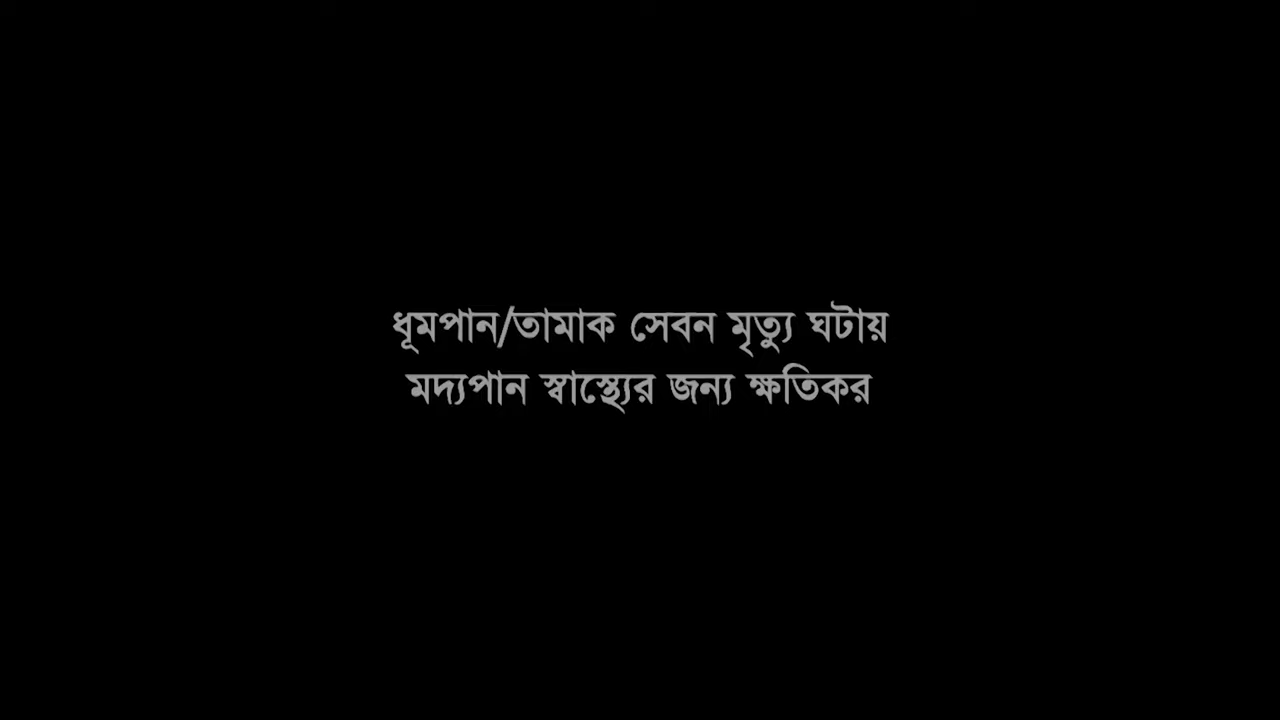 ধূমপান/তামাক সেবন মৃত্যু ঘটায়
মদ্যপান স্বাস্থ্যের জন্য ক্ষতিকর